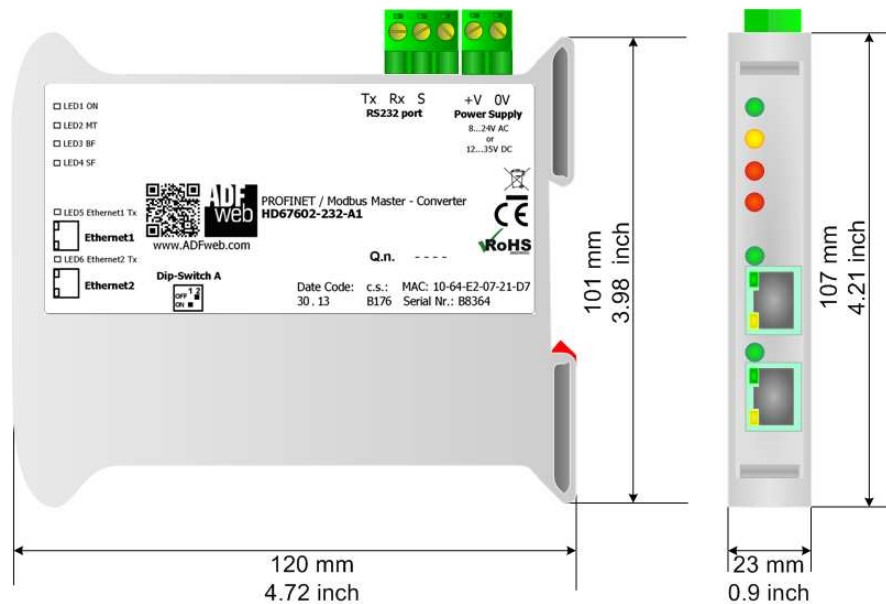 Tx Rx S
RS232 port
+V 0V
Power Supply
8...24V AC
or
12...35V DC
LED1 ON
LED2 MT
LED3 BF
LED4 SF
LED5 Ethernet1 Tx
Ethernet1
LED6 Ethernet2 Tx
Ethernet2
ADF
web
www.ADFweb.com
PROFINET / Modbus Master - Converter
HD67602-232-A1
CE
RoHS
Q.n. - - - -
Dip-Switch A
1 2
OFF
ON
Date Code:
30 . 13
c.s.:
B176
MAC: 10-64-E2-07-21-D7
Serial Nr.: B8364
101 mm
3.98 inch
107 mm
4.21 inch
120 mm
4.72 inch
23 mm
0.9 inch